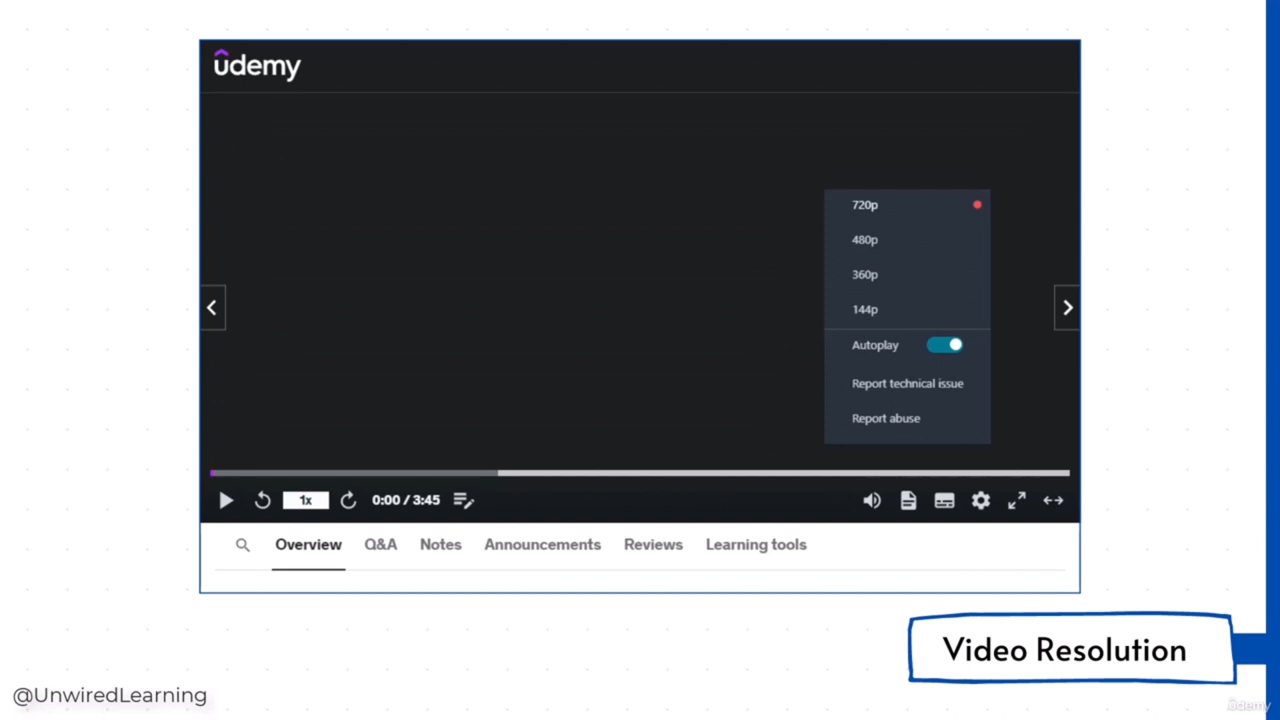 udemy
720p
480p
360p
144p
Autoplay
Report technical issue
Report abuse
1x 0:00 / 3:45
Overview Q&A Notes Announcements Reviews Learning tools
Video Resolution
@UnwiredLearning
udemy